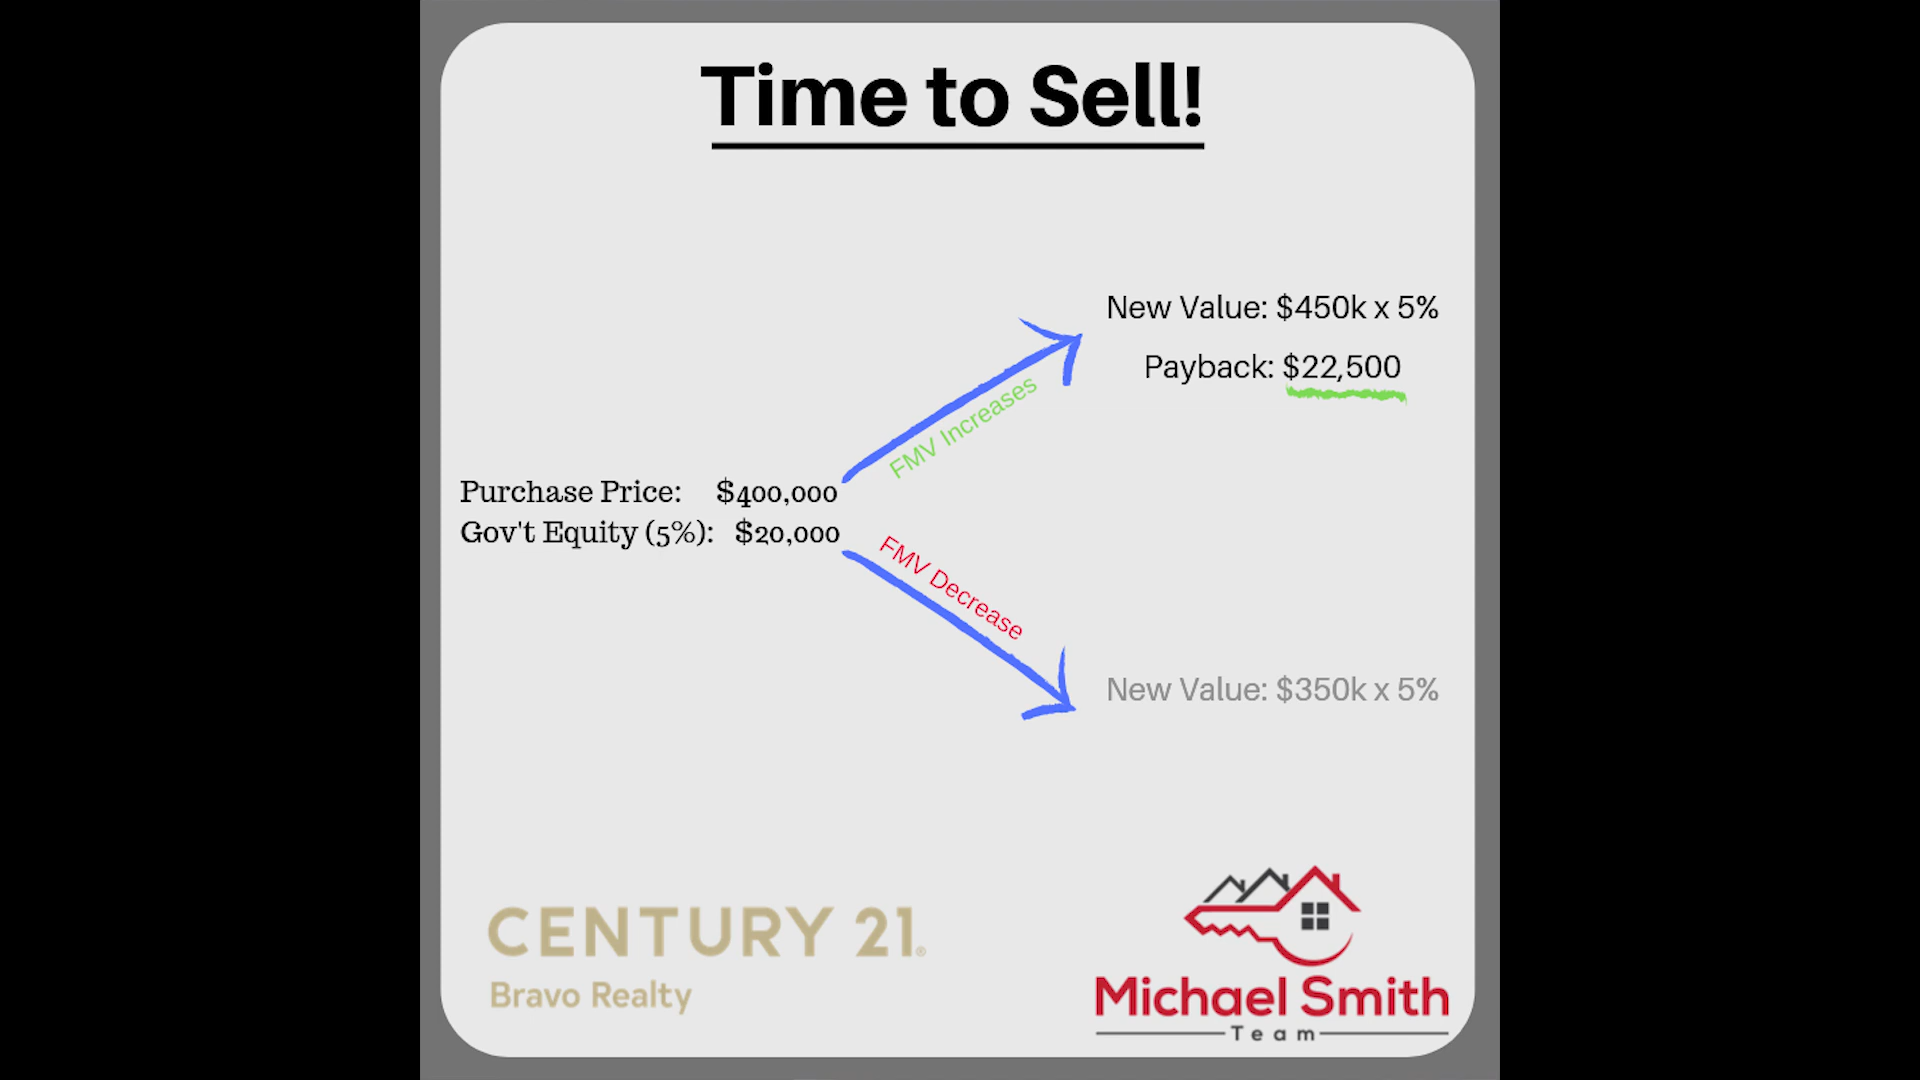 Time to Sell!
New Value: $450k x 5%
Payback: $22,500
FMV Increases
Purchase Price: $400,000
Gov't Equity (5%): $20,000
FMV Decrease
New Value: $350k x 5%
CENTURY 21®
Bravo Realty
Michael Smith
Team